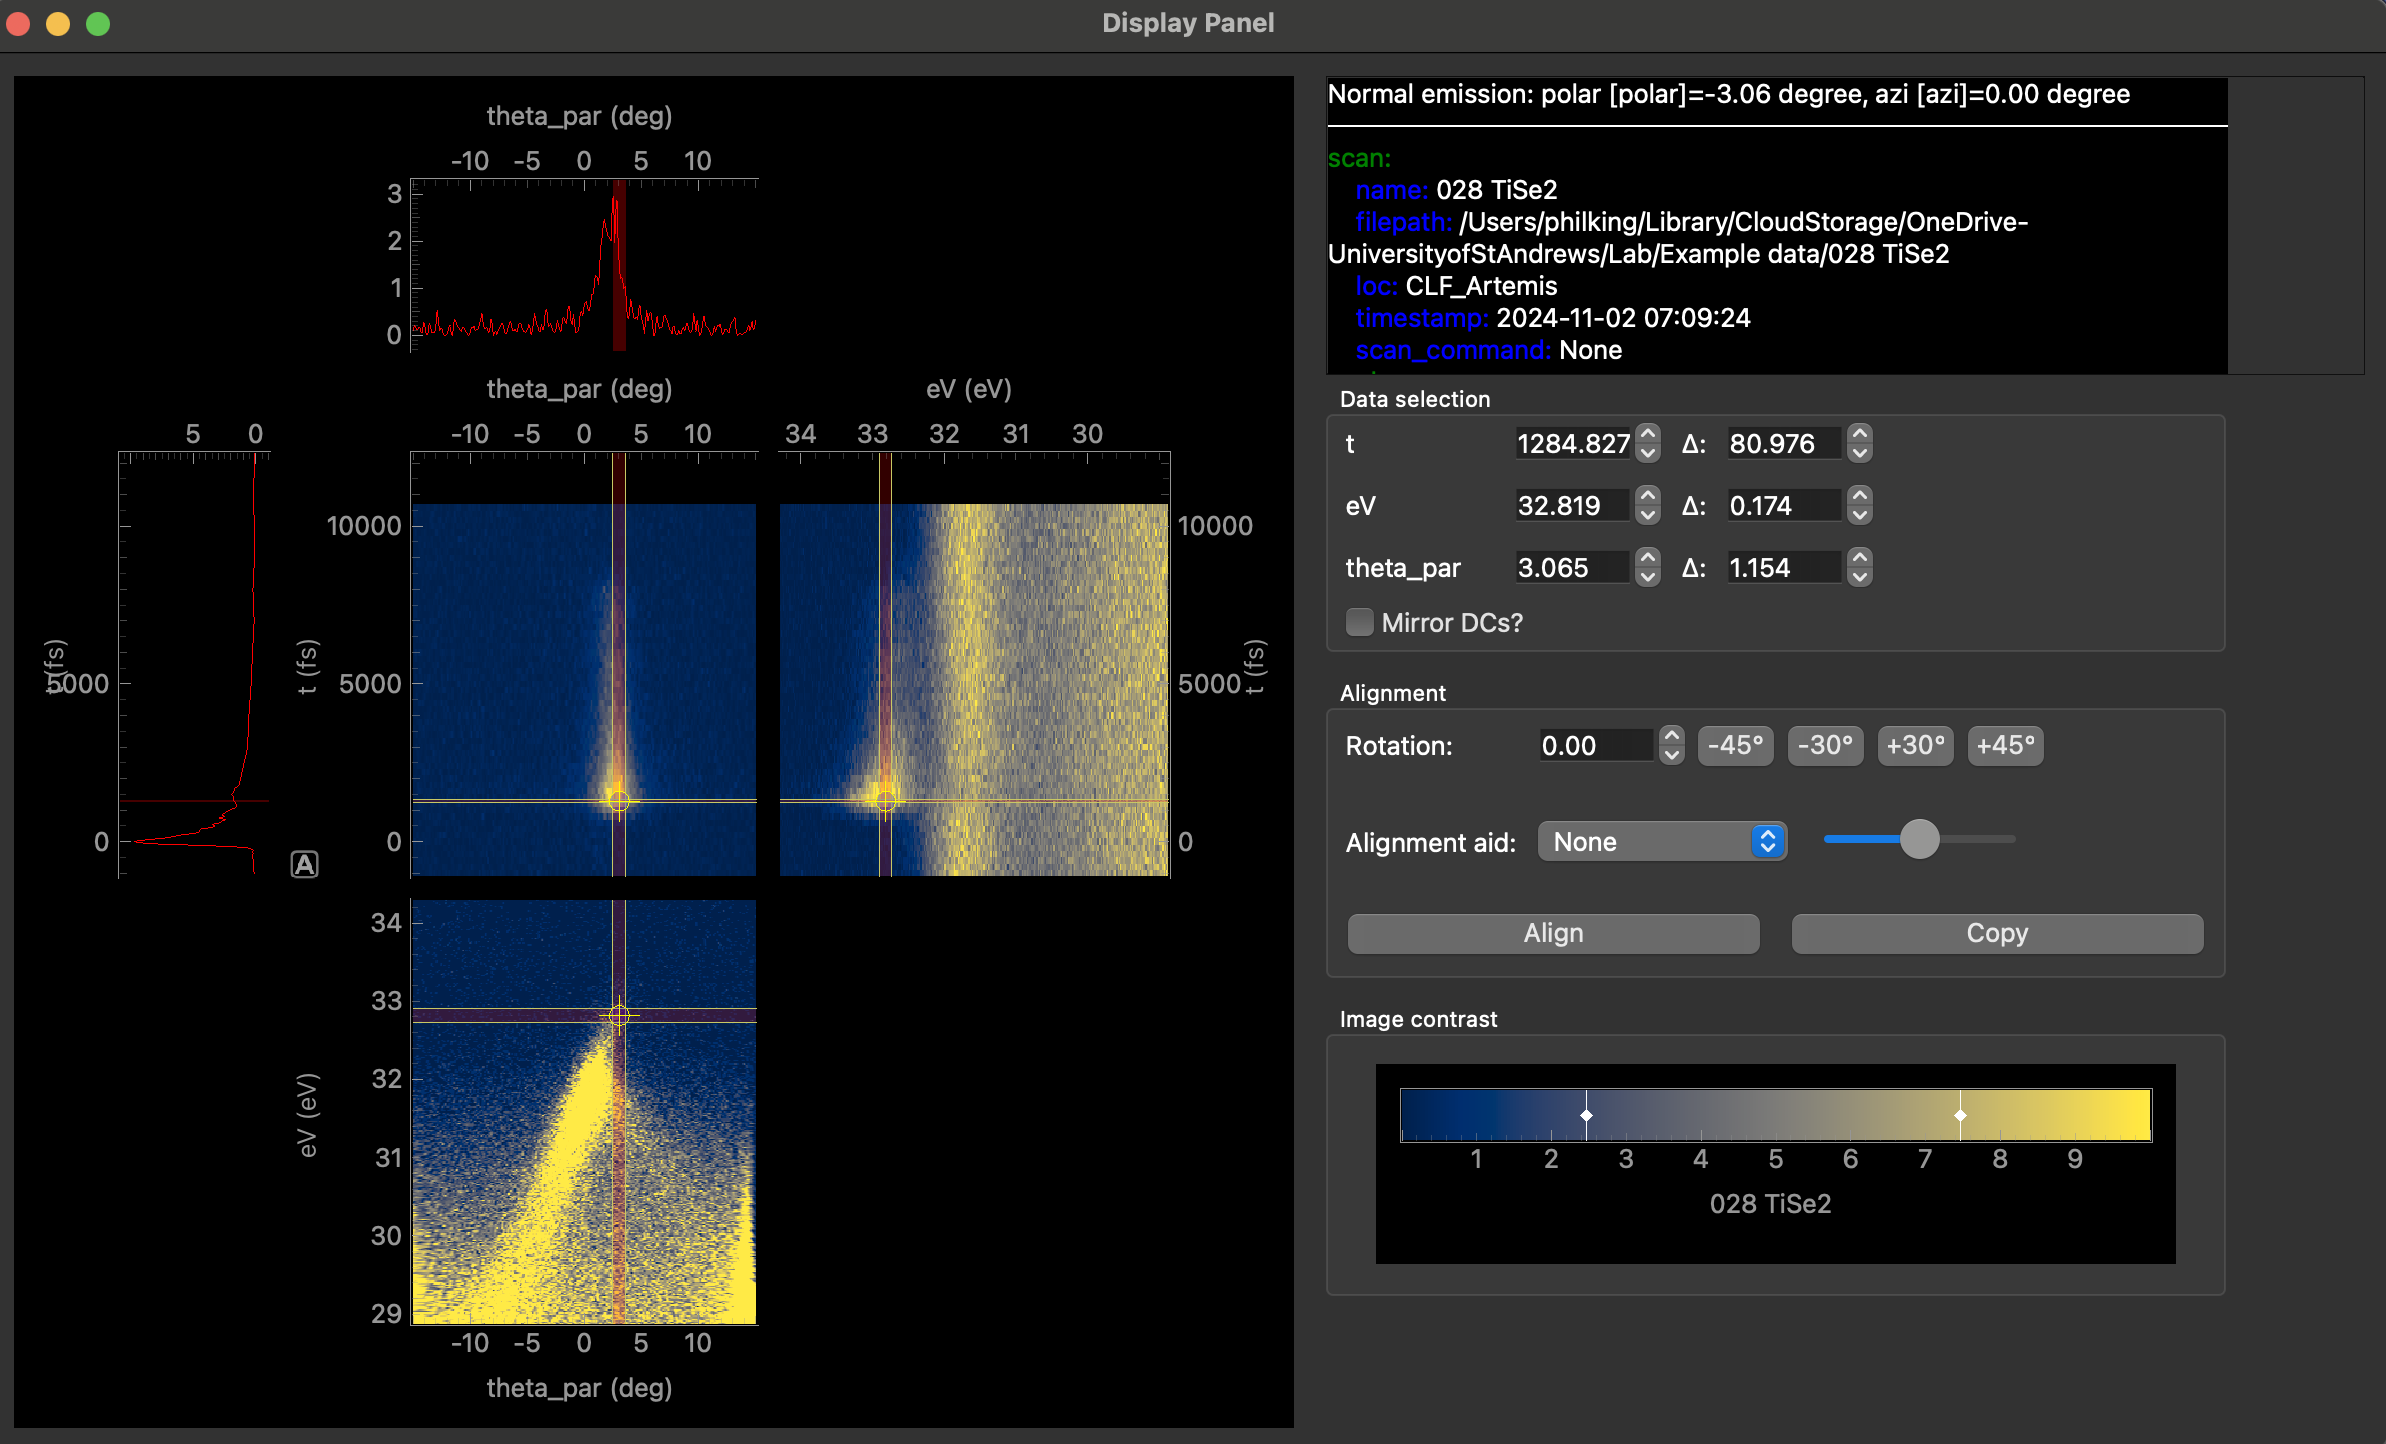 Display Panel
theta_par (deg)
-10 -5 0 5 10
3
2
1
0
theta_par (deg)
eV (eV)
5 0
-10 -5 0 5 10
34 33 32 31 30
t (fs)
5000
0
A
t (fs)
10000
5000
0
10000
5000
0
t (fs)
eV (eV)
34
33
32
31
30
29
-10 -5 0 5 10
theta_par (deg)
Normal emission: polar [polar]=-3.06 degree, azi [azi]=0.00 degree
scan:
name: 028 TiSe2
filepath: /Users/philking/Library/CloudStorage/OneDrive-
UniversityofStAndrews/Lab/Example data/028 TiSe2
loc: CLF_Artemis
timestamp: 2024-11-02 07:09:24
scan_command: None
Data selection
t 1284.827 Δ: 80.976
eV 32.819 Δ: 0.174
theta_par 3.065 Δ: 1.154
Mirror DCs?
Alignment
Rotation: 0.00 -45° -30° +30° +45°
Alignment aid: None
Align Copy
Image contrast
1 2 3 4 5 6 7 8 9
028 TiSe2